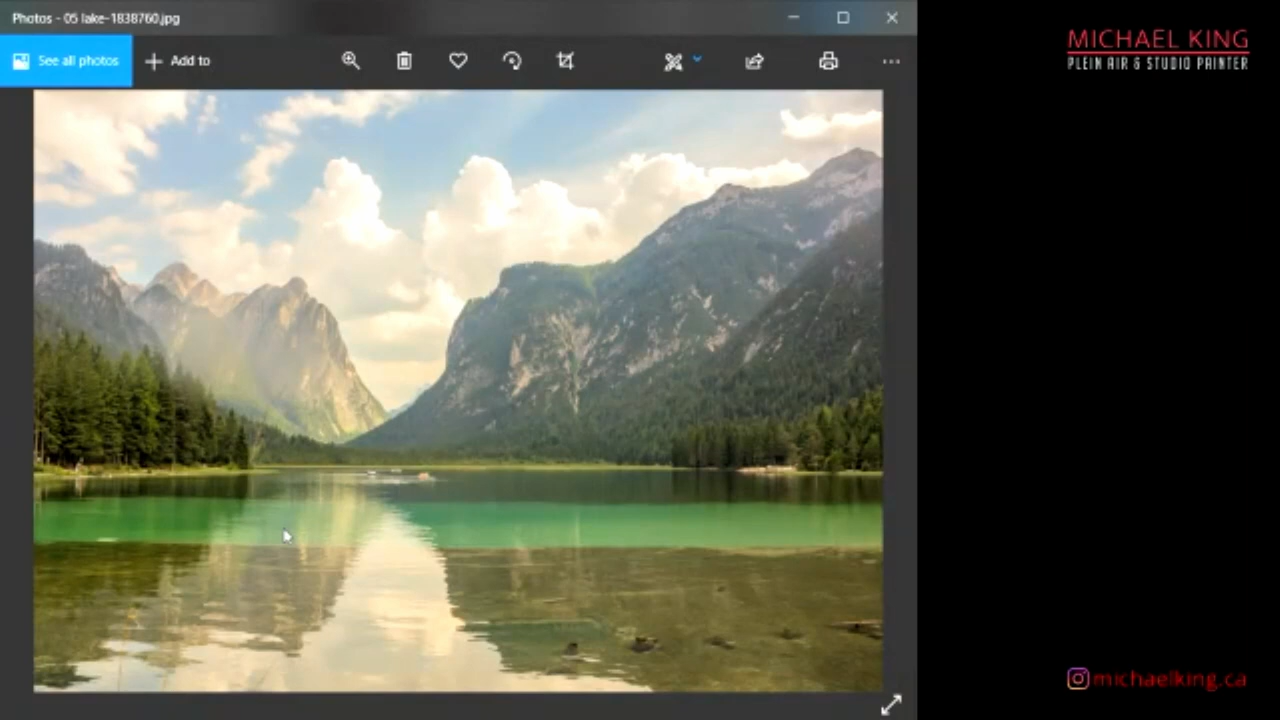 Photos - 05 lake-1838760.jpg
See all photos
Add to
MICHAEL KING
PLEIN AIR & STUDIO PAINTER
michaelking.ca